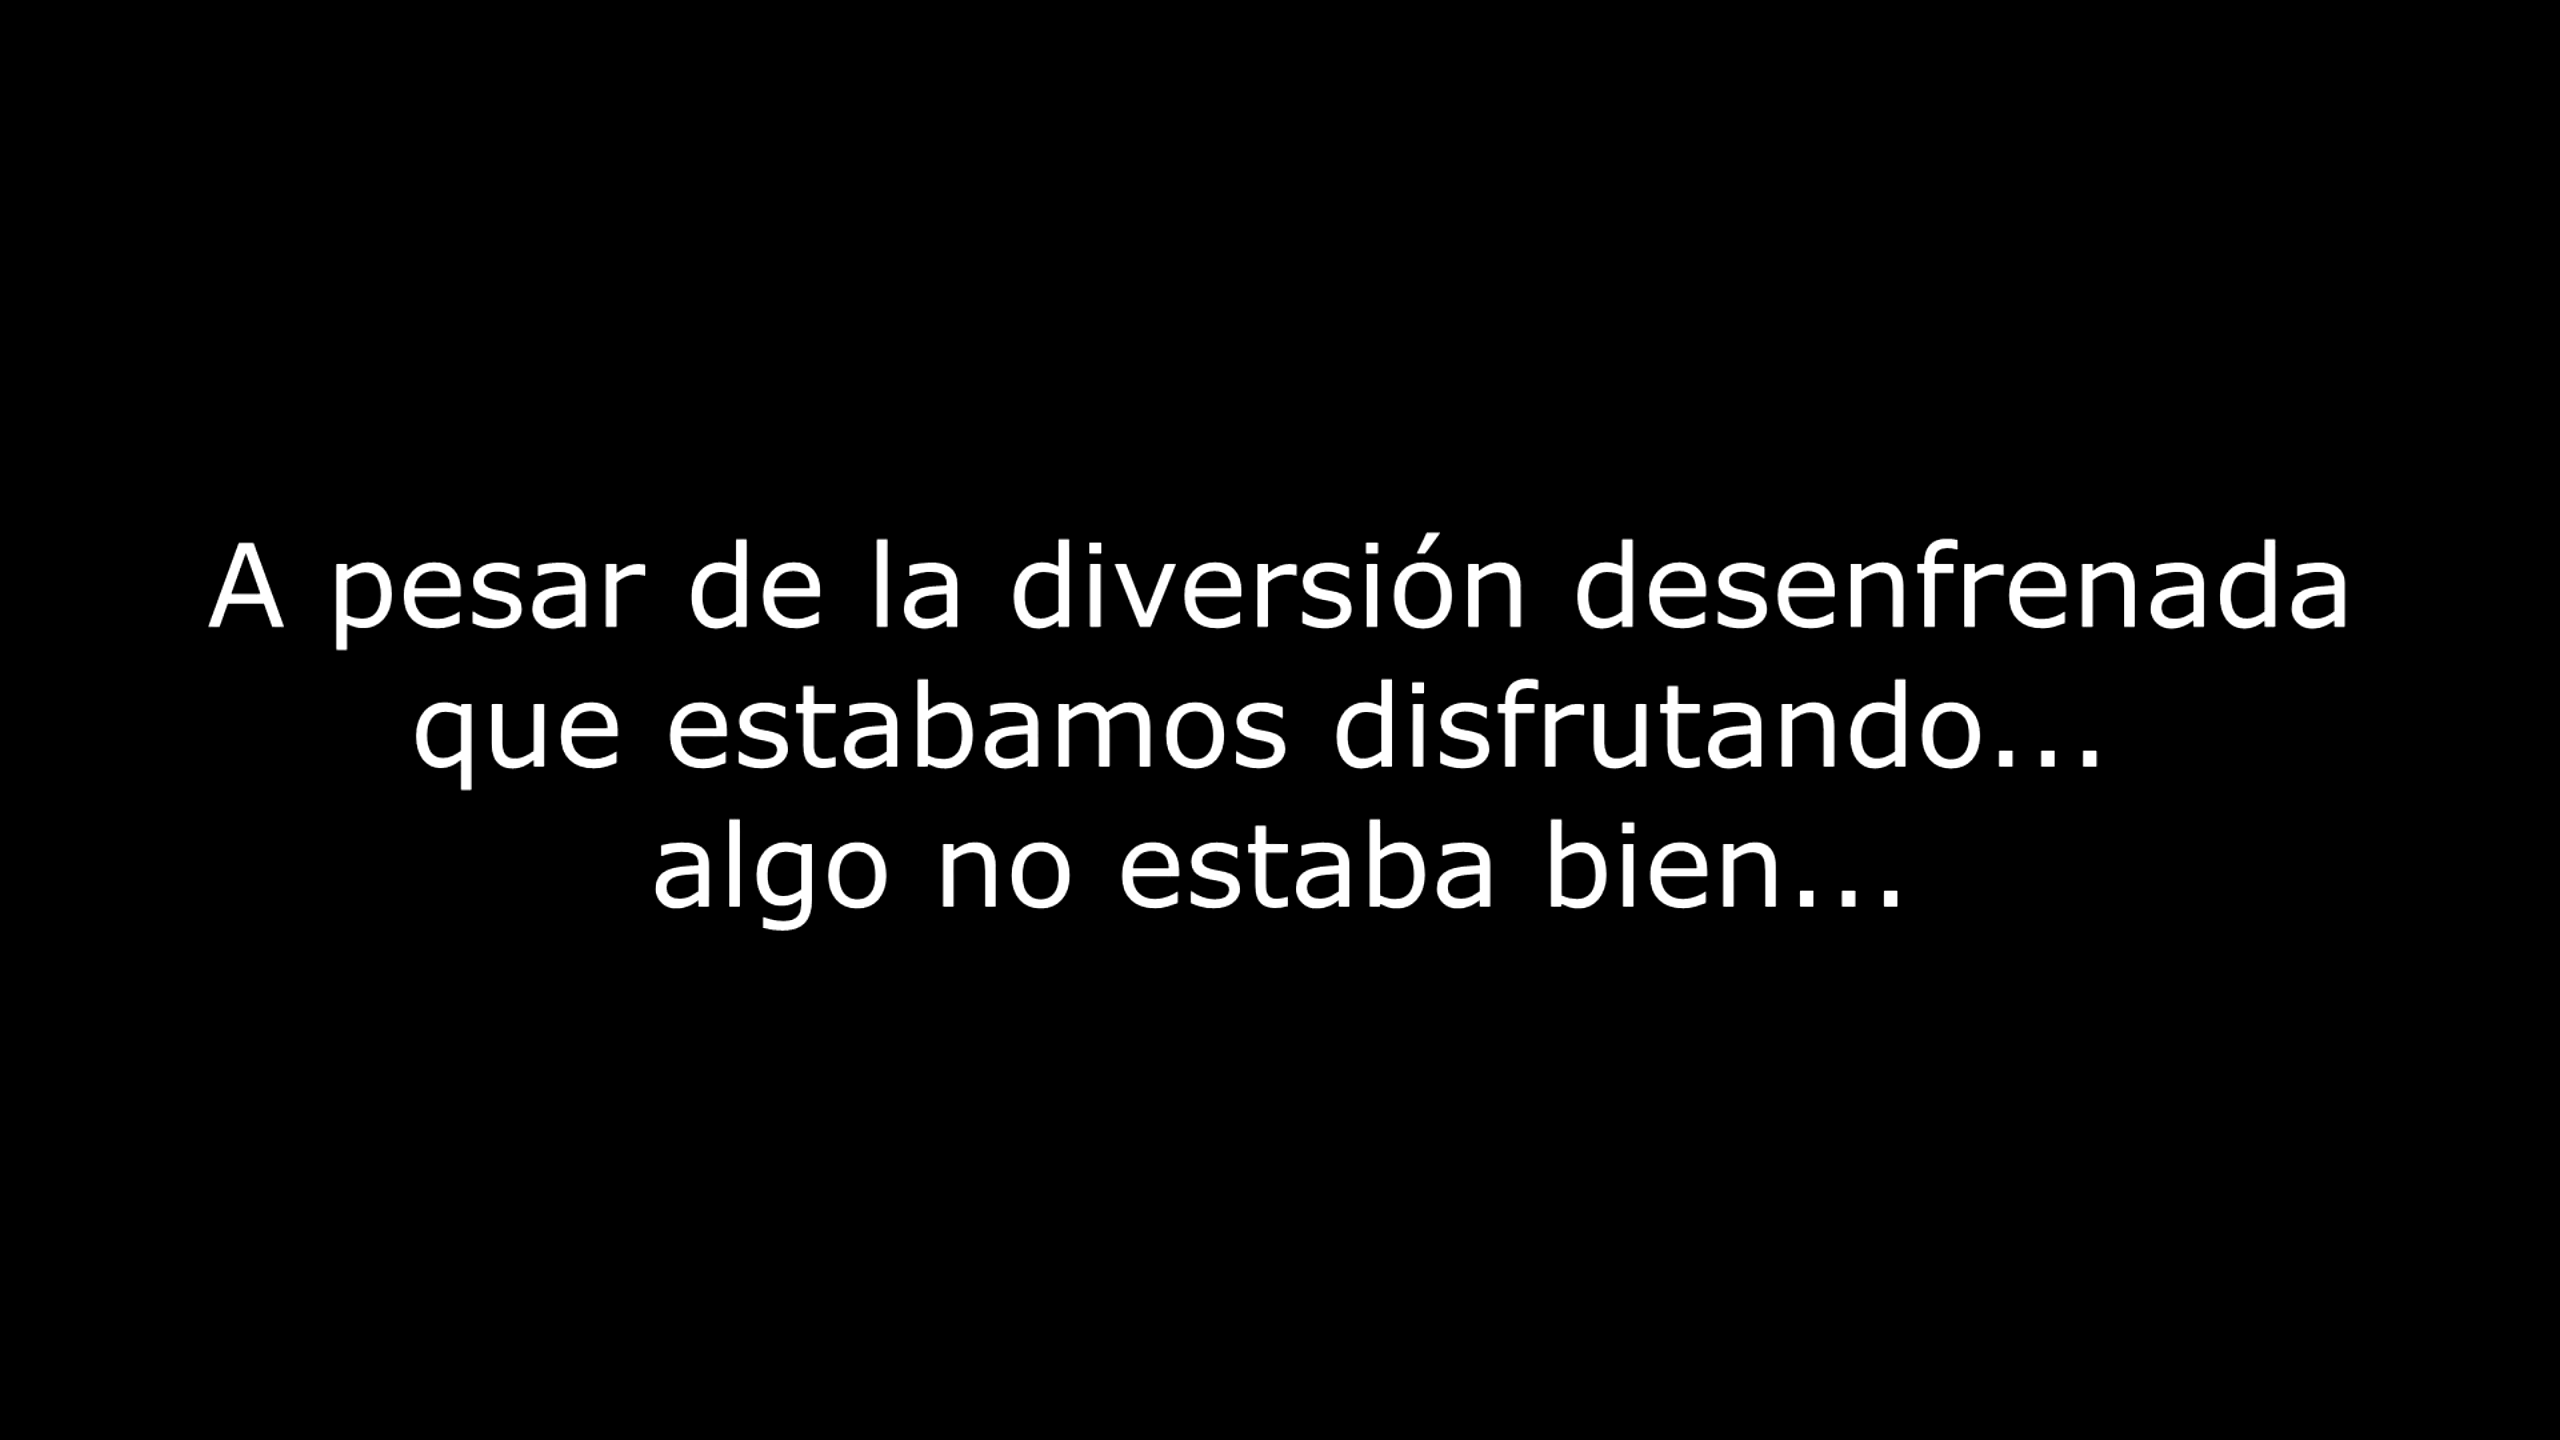 A pesar de la diversión desenfrenada
que estabamos disfrutando...
algo no estaba bien...